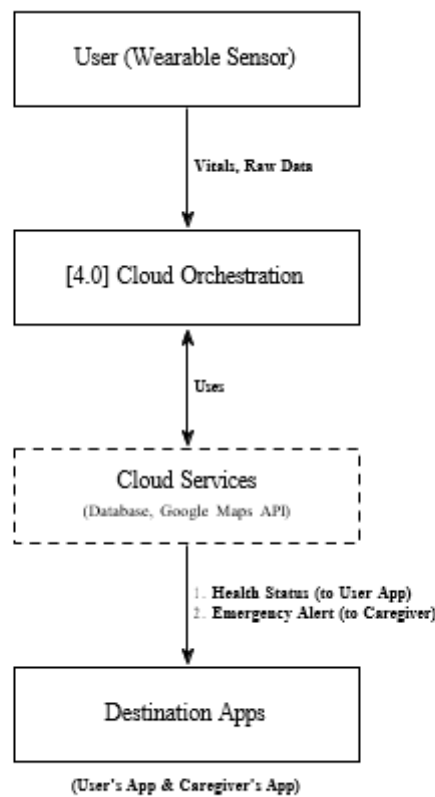 User (Wearable Sensor)
Vitals, Raw Data
[4.0] Cloud Orchestration
Uses
Cloud Services
(Database, Google Maps API)
1. Health Status (to User App)
2. Emergency Alert (to Caregiver)
Destination Apps
(User's App & Caregiver's App)